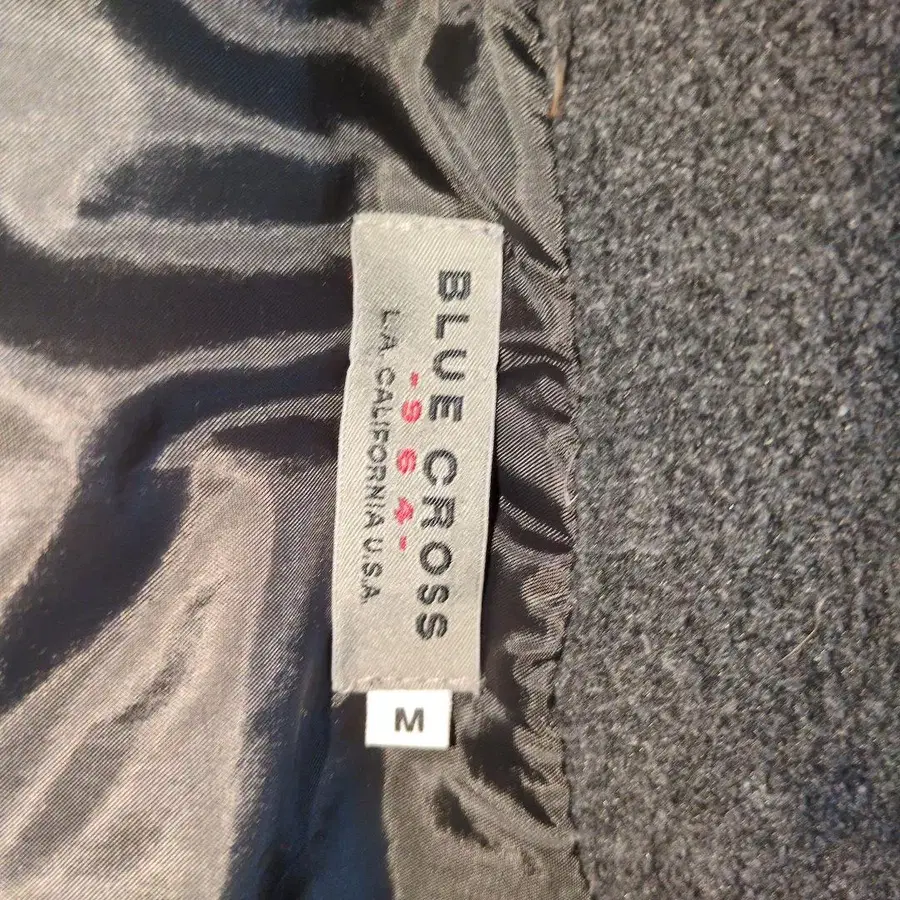 BLUE CROSS
-964-
L.A. CALIFORNIA U.S.A.
M